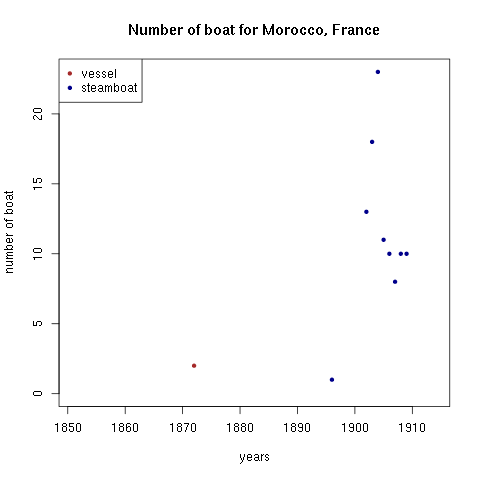 Number of boat for Morocco, France
vessel
steamboat
number of boat
0
5
10
15
20
1850
1860
1870
1880
1890
1900
1910
years